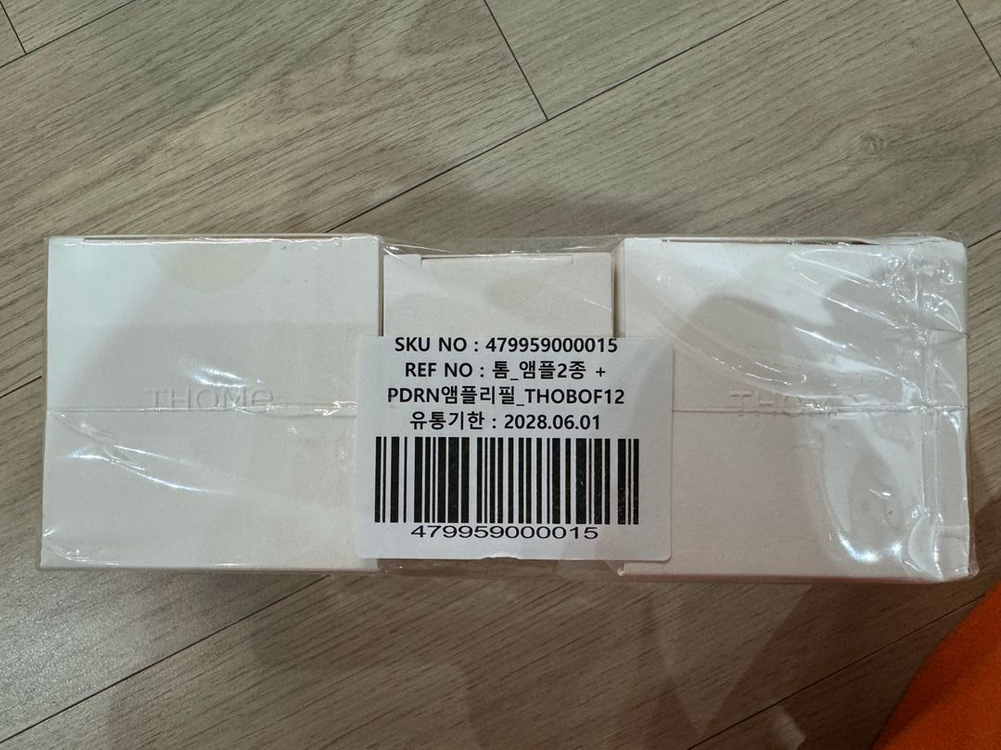 THOMe
THOMe
SKU NO : 479959000015
REF NO : 톰_앰플2종 +
PDRN앰플리필_THOBOF12
유통기한 : 2028.06.01
479959000015